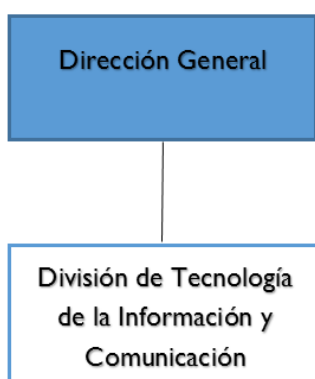 Dirección General
División de Tecnología
de la Información y
Comunicación